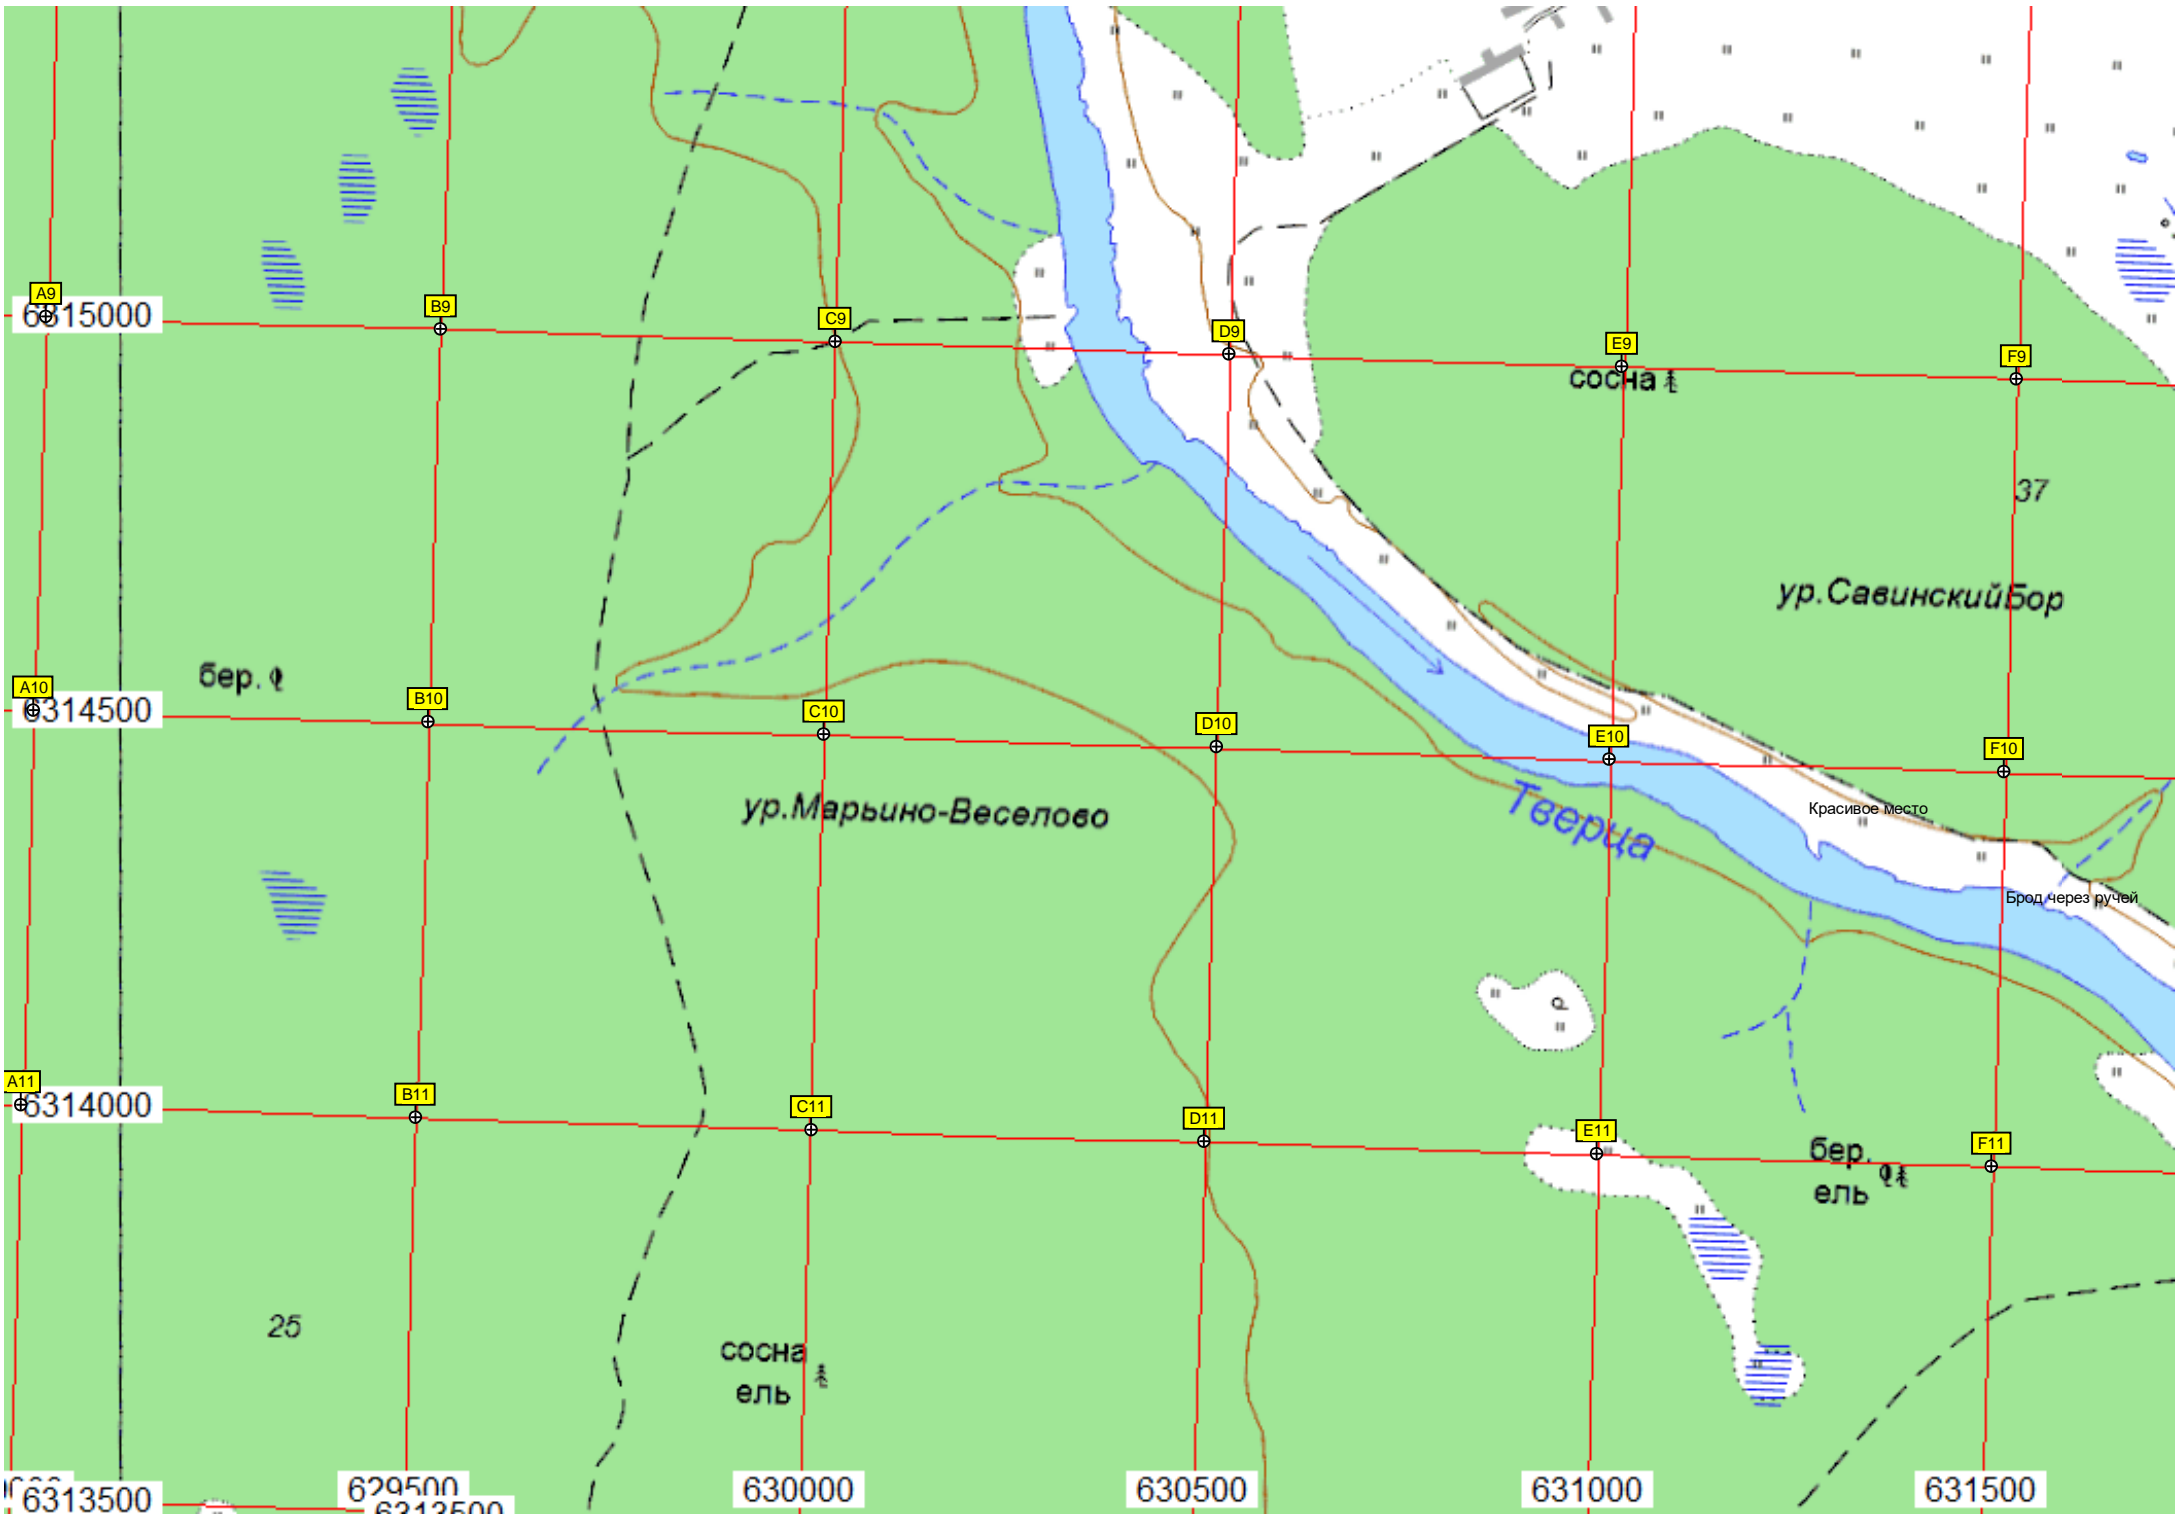 A9
B9
C9
D9
E9
F9
6315000
сосна
37
ур.СавинскийБор
бер.
A10
B10
C10
D10
E10
F10
6314500
ур.Марьино-Веселово
Тверца
Красивое место
Брод через ручей
A11
B11
C11
D11
E11
F11
6314000
бер.
ель
25
сосна
ель
629500
630000
630500
631000
631500
6313500
6313500